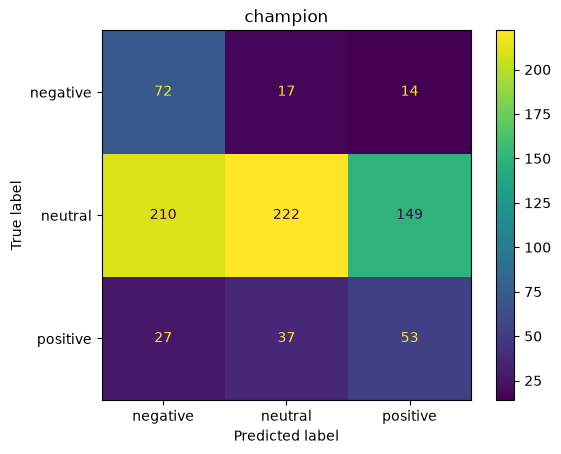 champion
negative 72 17 14
neutral 210 222 149
positive 27 37 53
negative neutral positive
Predicted label
True label
200
175
150
125
100
75
50
25